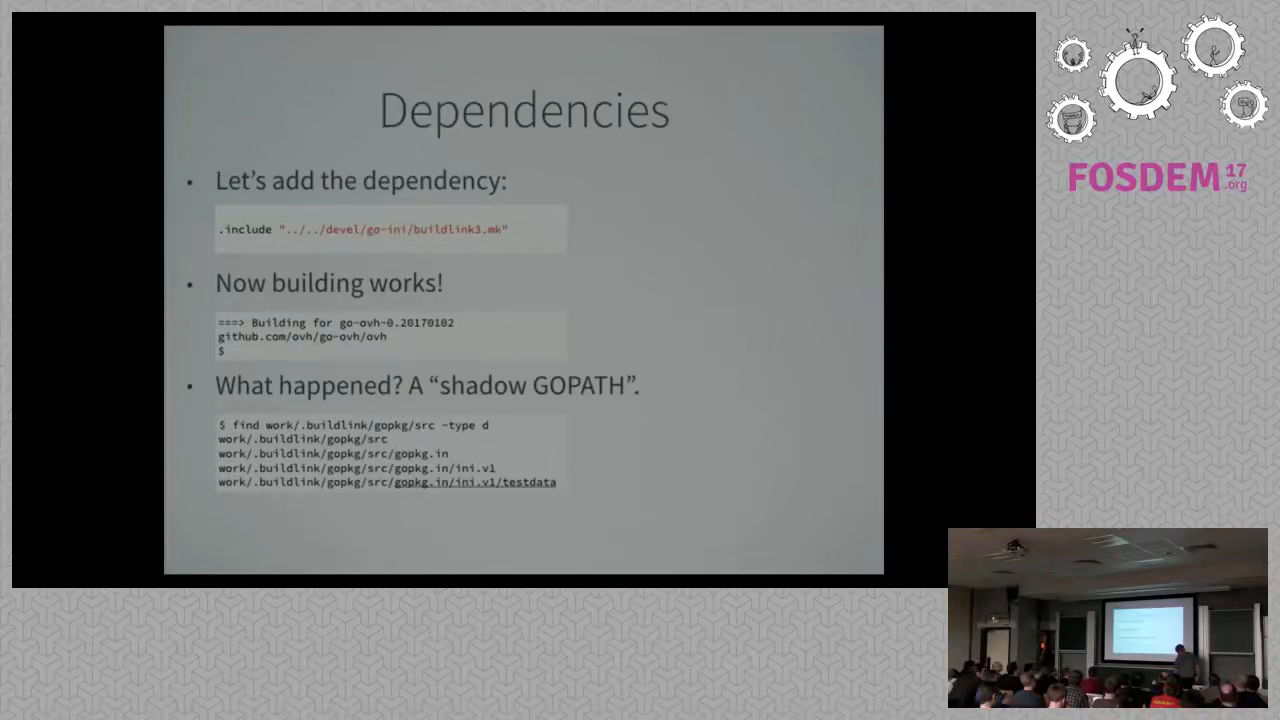 Dependencies
• Let’s add the dependency:
.include "../../devel/go-ini/buildlink3.mk"
• Now building works!
===> Building for go-ovh-0.20170102
github.com/ovh/go-ovh/ovh
$
• What happened? A “shadow GOPATH”.
$ find work/.buildlink/gopkg/src -type d
work/.buildlink/gopkg/src
work/.buildlink/gopkg/src/gopkg.in
work/.buildlink/gopkg/src/gopkg.in/ini.v1
work/.buildlink/gopkg/src/gopkg.in/ini.v1/testdata
FOSDEM 17
.org